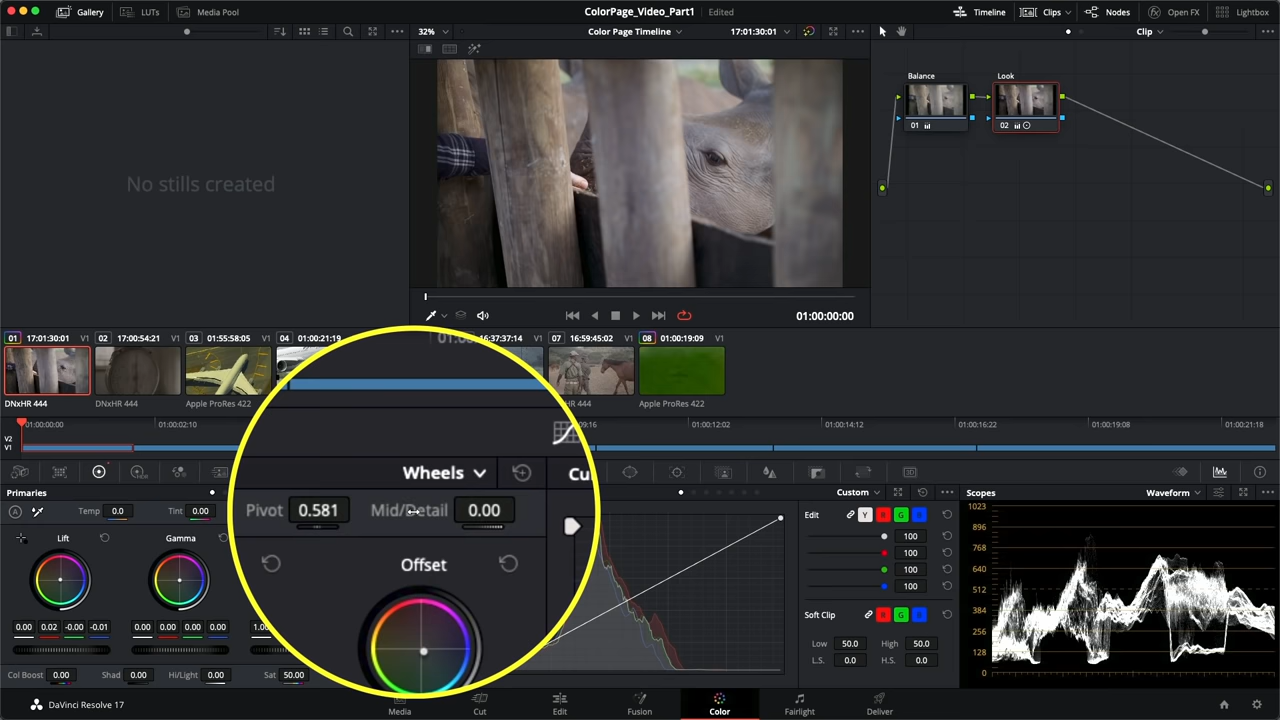 Gallery LUTs Media Pool ColorPage_Video_Part1 Edited Timeline Clips Nodes Open FX Lightbox
32% Color Page Timeline 17:01:30:01 Clip
Balance Look
01 02
No stills created
01:00:00:00
01 17:01:30:01 V1 02 17:00:54:21 V1 03 01:55:58:05 V1 04 01:00:21:19 16:37:37:14 V1 07 16:59:45:02 V1 08 01:00:19:09 V1
DNxHR 444 DNxHR 444 Apple ProRes 422 HR 444 Apple ProRes 422
01:00:00:00 01:00:02:10 09:16 01:00:12:02 01:00:14:12 01:00:16:22 01:00:19:08 01:00:21:18
V2
V1
Wheels Cu
Primaries Custom Scopes Waveform
Temp 0.0 Tint 0.00 Pivot 0.581 Mid/Detail 0.00 Edit Y R G B
Lift Gamma Offset
100
100
100
100
Soft Clip R G B
0.00 0.02 -0.00 -0.01 0.00 0.00 0.00 0.00 1.0
Low 50.0 High 50.0
L.S. 0.0 H.S. 0.0
Col Boost 0.00 Shad 0.00 Hi/Light 0.00 Sat 50.00
1023
896
768
640
512
384
256
128
0
DaVinci Resolve 17 Media Cut Edit Fusion Color Fairlight Deliver